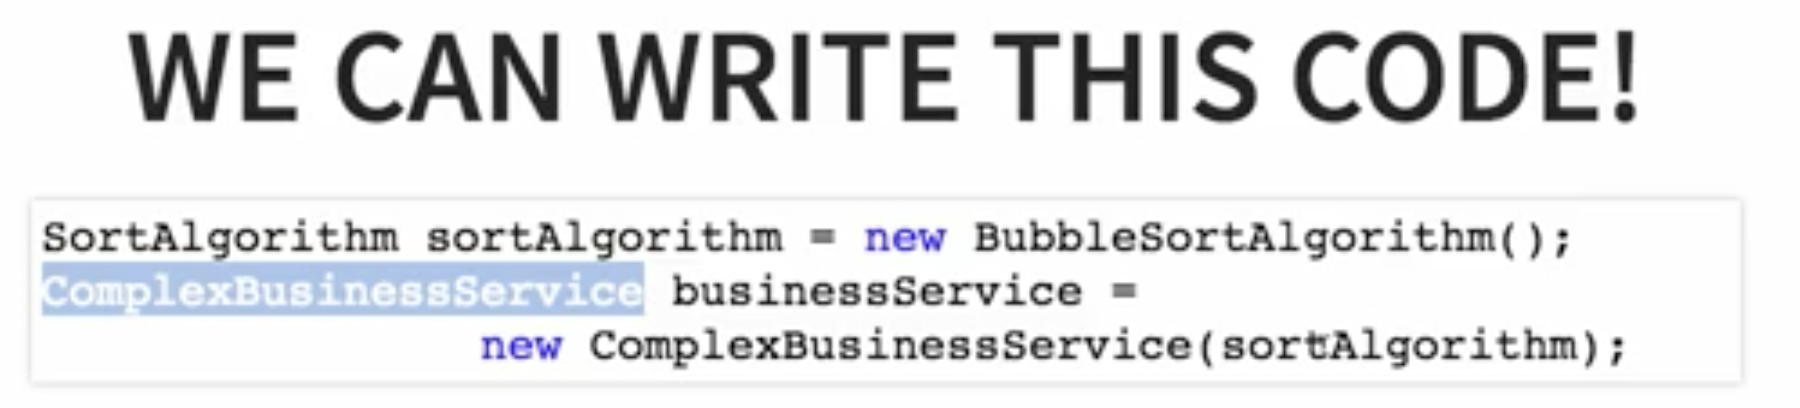 WE CAN WRITE THIS CODE!
SortAlgorithm sortAlgorithm = new BubbleSortAlgorithm();
ComplexBusinessService businessService =
new ComplexBusinessService(sortAlgorithm);